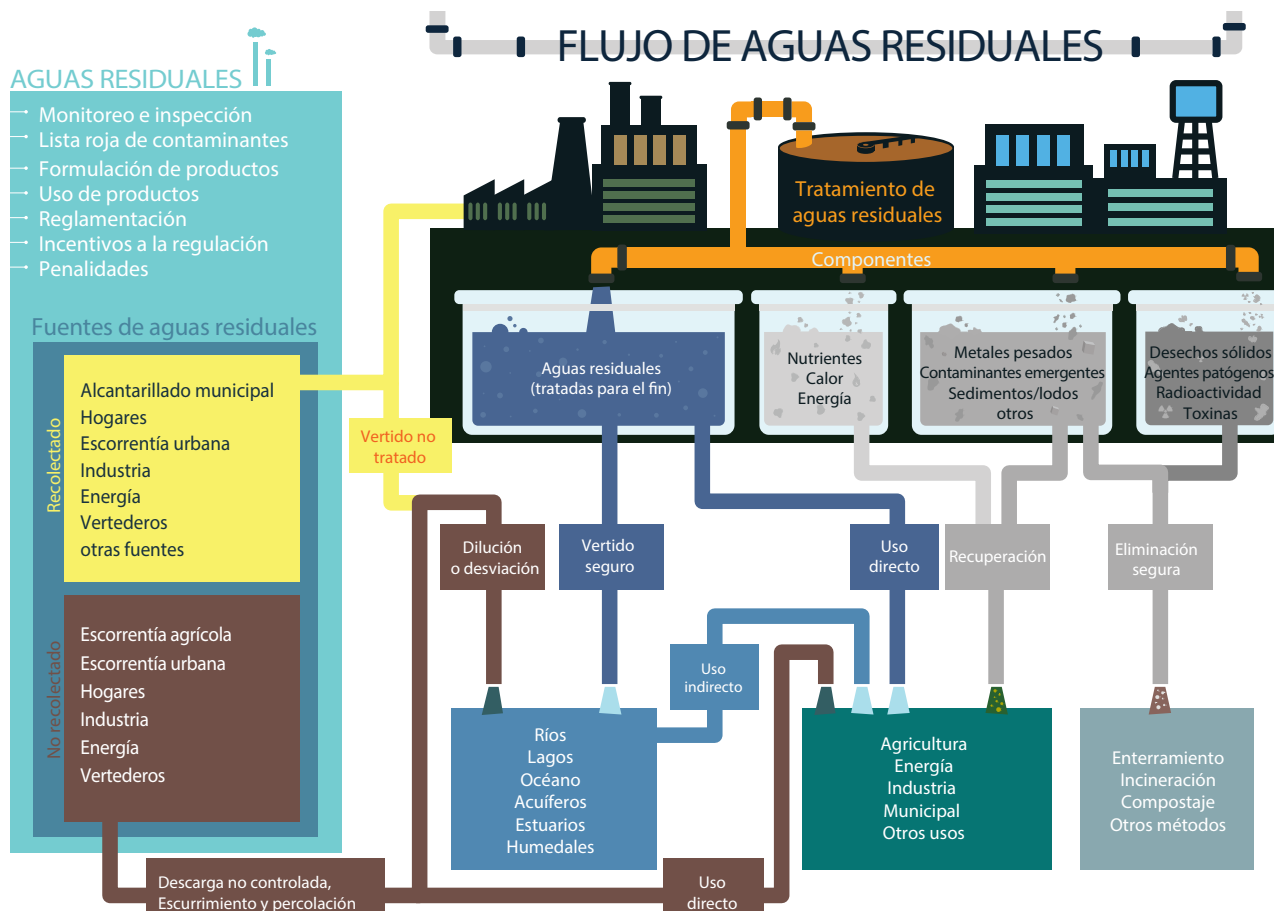 FLUJO DE AGUAS RESIDUALES
AGUAS RESIDUALES
Monitoreo e inspección
Lista roja de contaminantes
Formulación de productos
Uso de productos
Reglamentación
Incentivos a la regulación
Penalidades
Fuentes de aguas residuales
Recolectado
Alcantarillado municipal
Hogares
Escorrentía urbana
Industria
Energía
Vertederos
otras fuentes
No recolectado
Escorrentía agrícola
Escorrentía urbana
Hogares
Industria
Energía
Vertederos
Tratamiento de
aguas residuales
Componentes
Aguas residuales
(tratadas para el fin)
Nutrientes
Calor
Energía
Metales pesados
Contaminantes emergentes
Sedimentos/lodos
otros
Desechos sólidos
Agentes patógenos
Radioactividad
Toxinas
Vertido no
tratado
Dilución
o desviación
Vertido
seguro
Uso
directo
Recuperación
Eliminación
segura
Uso
indirecto
Ríos
Lagos
Océano
Acuíferos
Estuarios
Humedales
Agricultura
Energía
Industria
Municipal
Otros usos
Enterramiento
Incineración
Compostaje
Otros métodos
Descarga no controlada,
Escurrimiento y percolación
Uso
directo